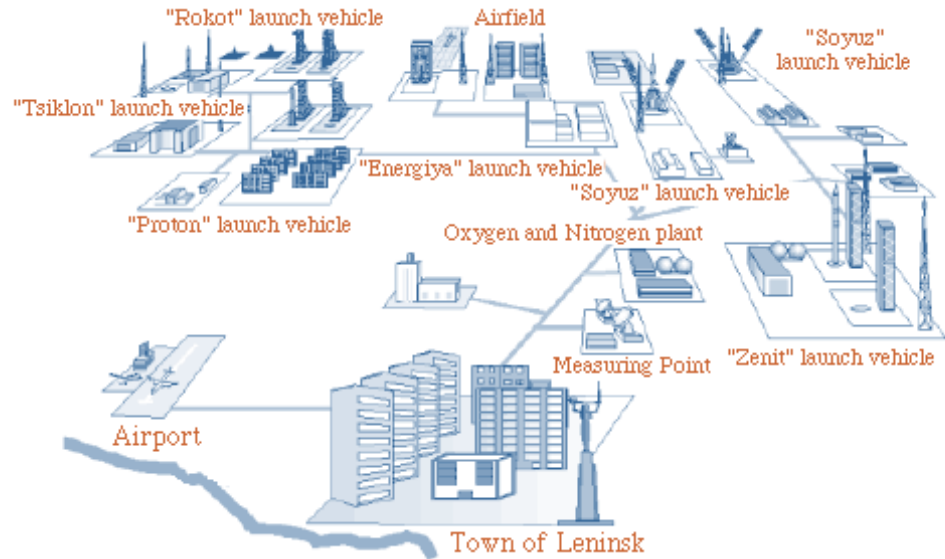 "Rokot" launch vehicle
Airfield
"Soyuz"
launch vehicle
"Tsiklon" launch vehicle
"Energiya" launch vehicle
"Soyuz" launch vehicle
"Proton" launch vehicle
Oxygen and Nitrogen plant
Measuring Point
"Zenit" launch vehicle
Airport
Town of Leninsk